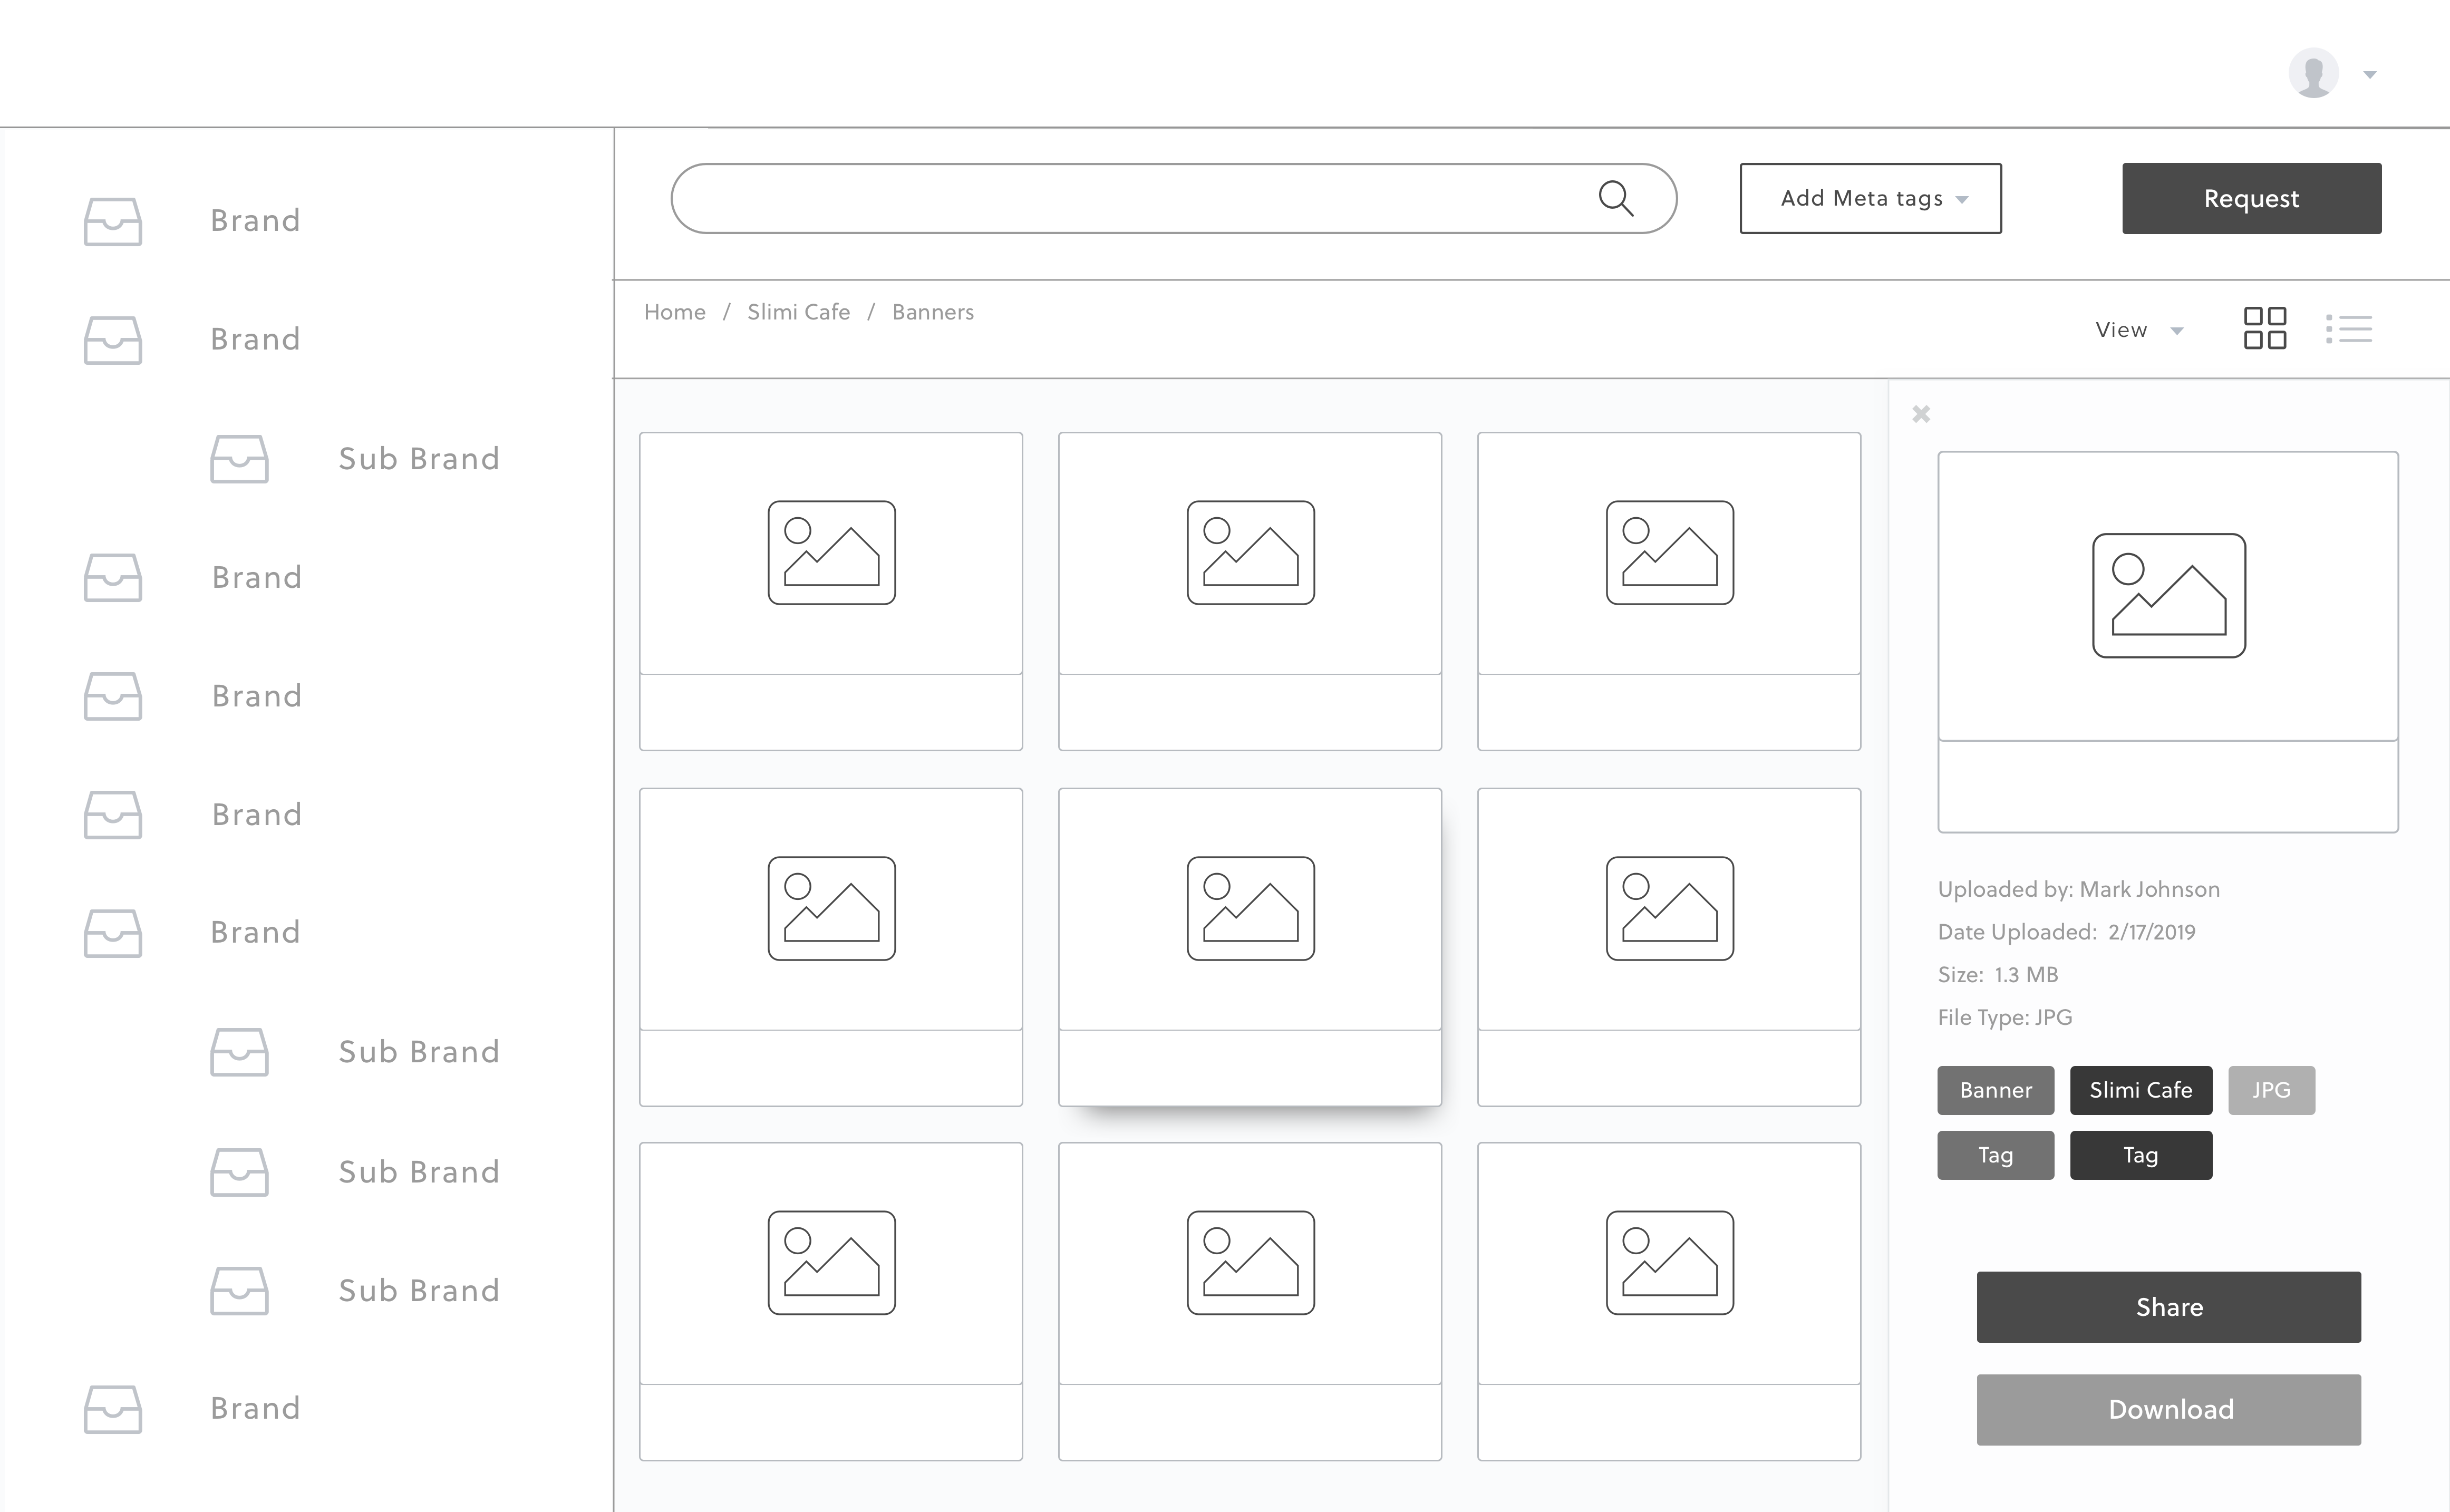 Brand
Brand
Sub Brand
Brand
Brand
Brand
Brand
Sub Brand
Sub Brand
Sub Brand
Brand
Add Meta tags
Request
Home / Slimi Cafe / Banners
View
Uploaded by: Mark Johnson
Date Uploaded: 2/17/2019
Size: 1.3 MB
File Type: JPG
Banner Slimi Cafe JPG
Tag Tag
Share
Download